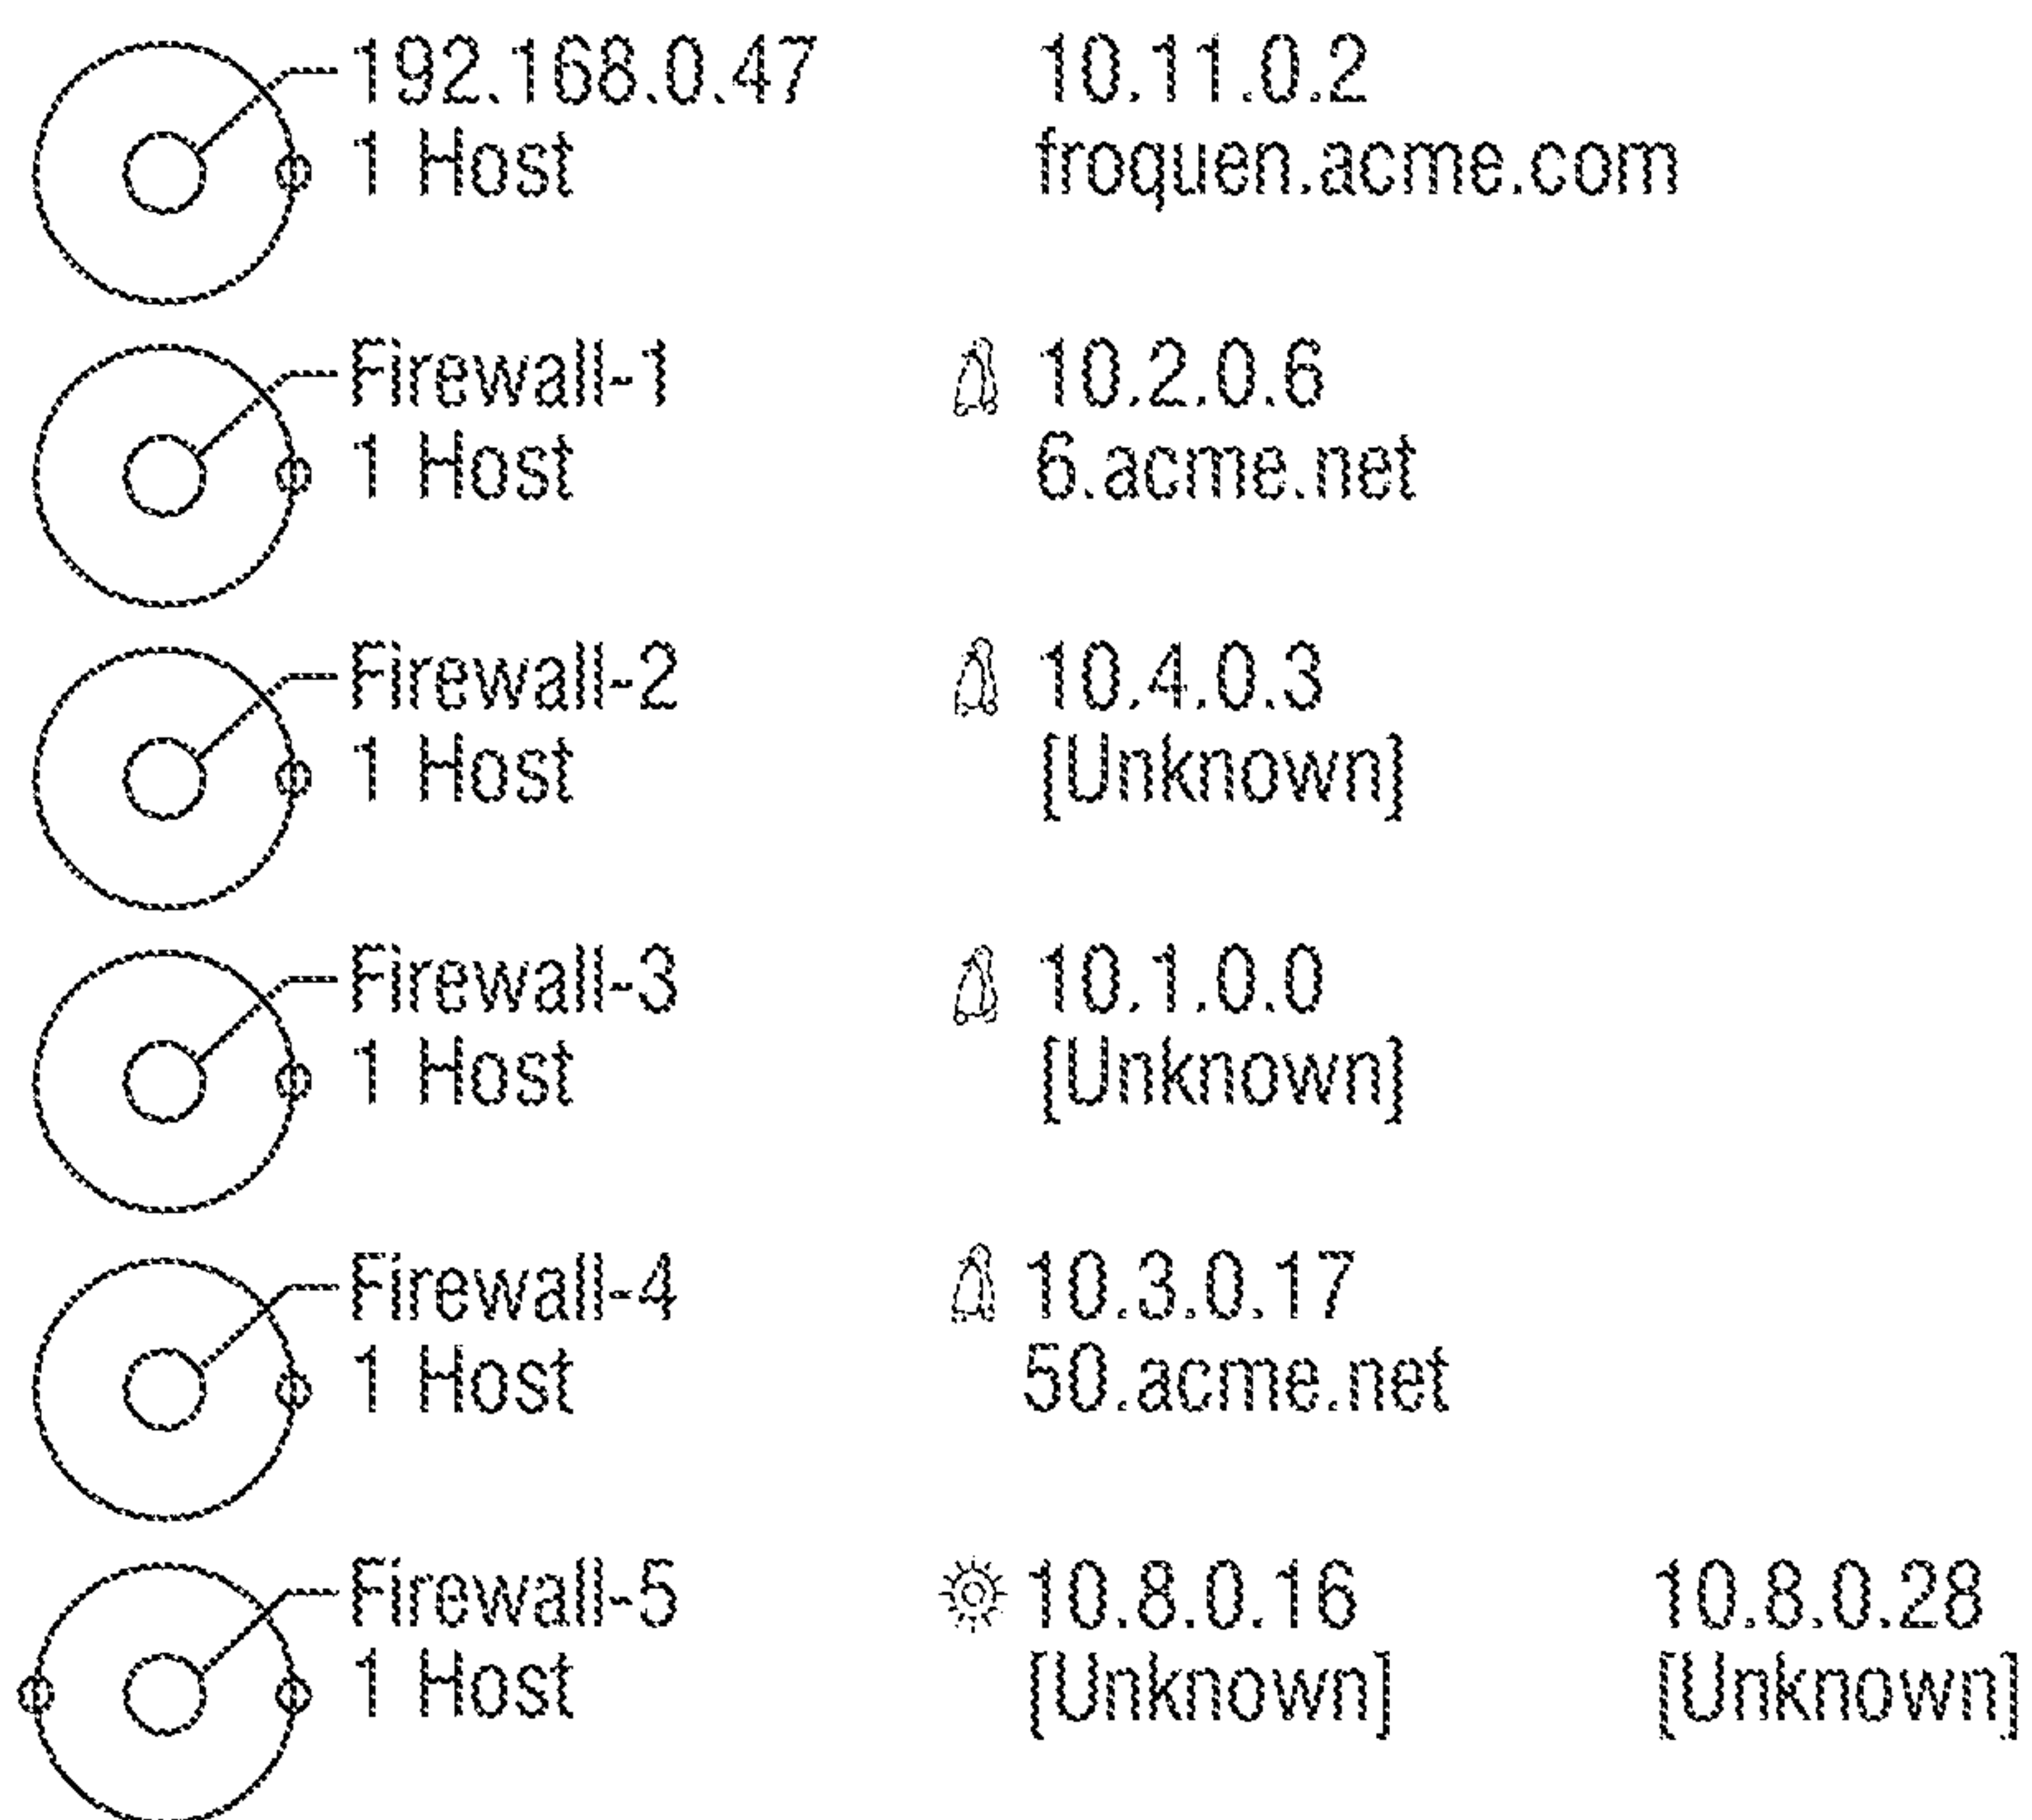 192.168.0.47 10.11.0.2
1 Host froquen.acme.com
Firewall-1 10.2.0.6
1 Host 6.acme.net
Firewall-2 10.4.0.3
1 Host [Unknown]
Firewall-3 10.1.0.0
1 Host [Unknown]
Firewall-4 10.3.0.17
1 Host 50.acme.net
Firewall-5 10.8.0.16 10.8.0.28
1 Host [Unknown] [Unknown]